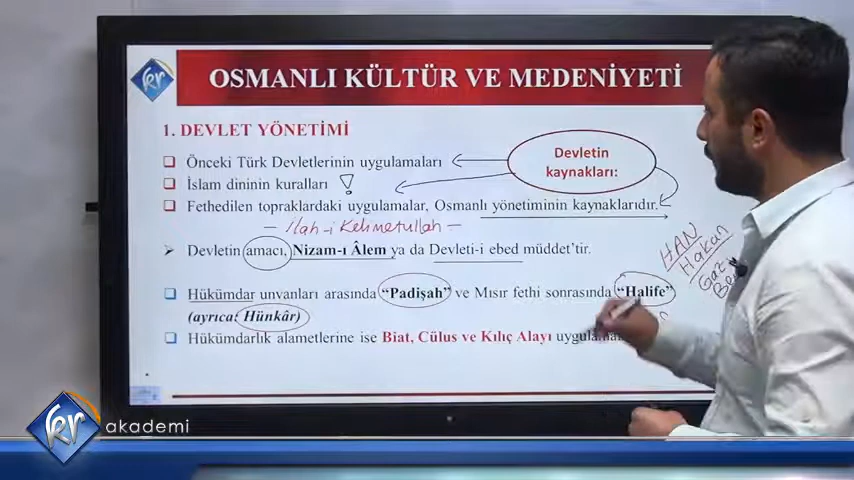 OSMANLI KÜLTÜR VE MEDENİYETİ
1. DEVLET YÖNETİMİ
Devletin
kaynakları:
Önceki Türk Devletlerinin uygulamaları
İslam dininin kuralları
Fethedilen topraklardaki uygulamalar, Osmanlı yönetiminin kaynaklarıdır.
- İlah-i Kelimetullah -
Devletin amacı, Nizam-ı Âlem ya da Devleti-i ebed müddet'tir.
HAN
Hakan
Hükümdar unvanları arasında “Padişah” ve Mısır fethi sonrasında “Halife”
(ayrıca: Hünkâr)
Hükümdarlık alametlerine ise Biat, Cülus ve Kılıç Alayı
kr akademi